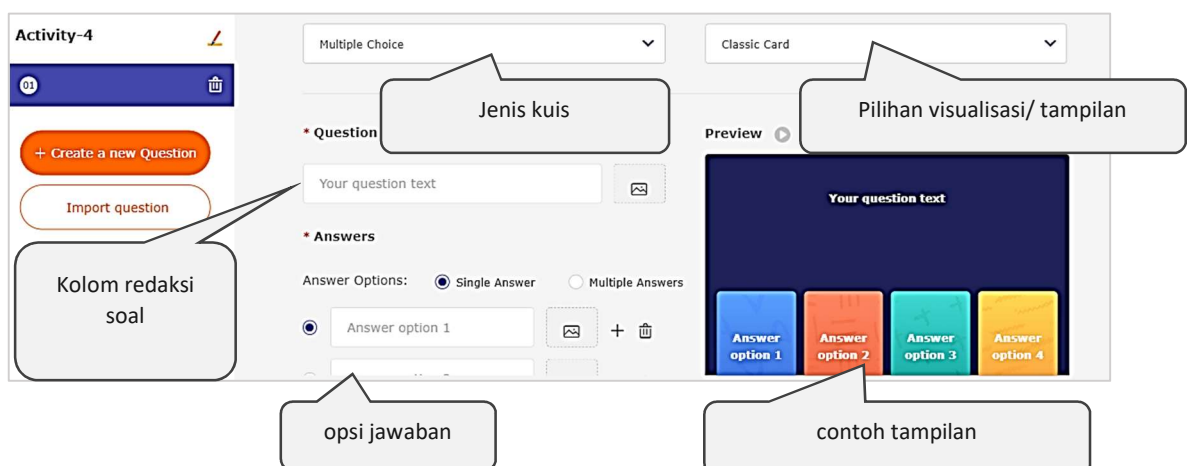 Activity-4
01
+ Create a new Question
Import question
Multiple Choice
Classic Card
Jenis kuis
Pilihan visualisasi/ tampilan
* Question
Preview
Your question text
Your question text
Kolom redaksi
soal
* Answers
Answer Options:
Single Answer
Multiple Answers
Answer option 1
Answer
option 1
Answer
option 2
Answer
option 3
Answer
option 4
opsi jawaban
contoh tampilan